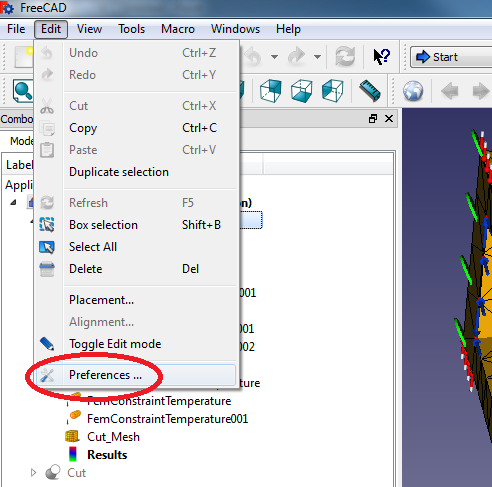 FreeCAD
File Edit View Tools Macro Windows Help
Undo Ctrl+Z
Redo Ctrl+Y
Start
Cut Ctrl+X
Copy Ctrl+C
Paste Ctrl+V
Duplicate selection
Refresh F5
Box selection Shift+B
Select All
Delete Del
Placement...
Alignment...
Toggle Edit mode
Preferences ...
Combo
Mode
Label
Appli
on)
001
001
002
perature
FemConstraintTemperature
FemConstraintTemperature001
Cut_Mesh
Results
Cut